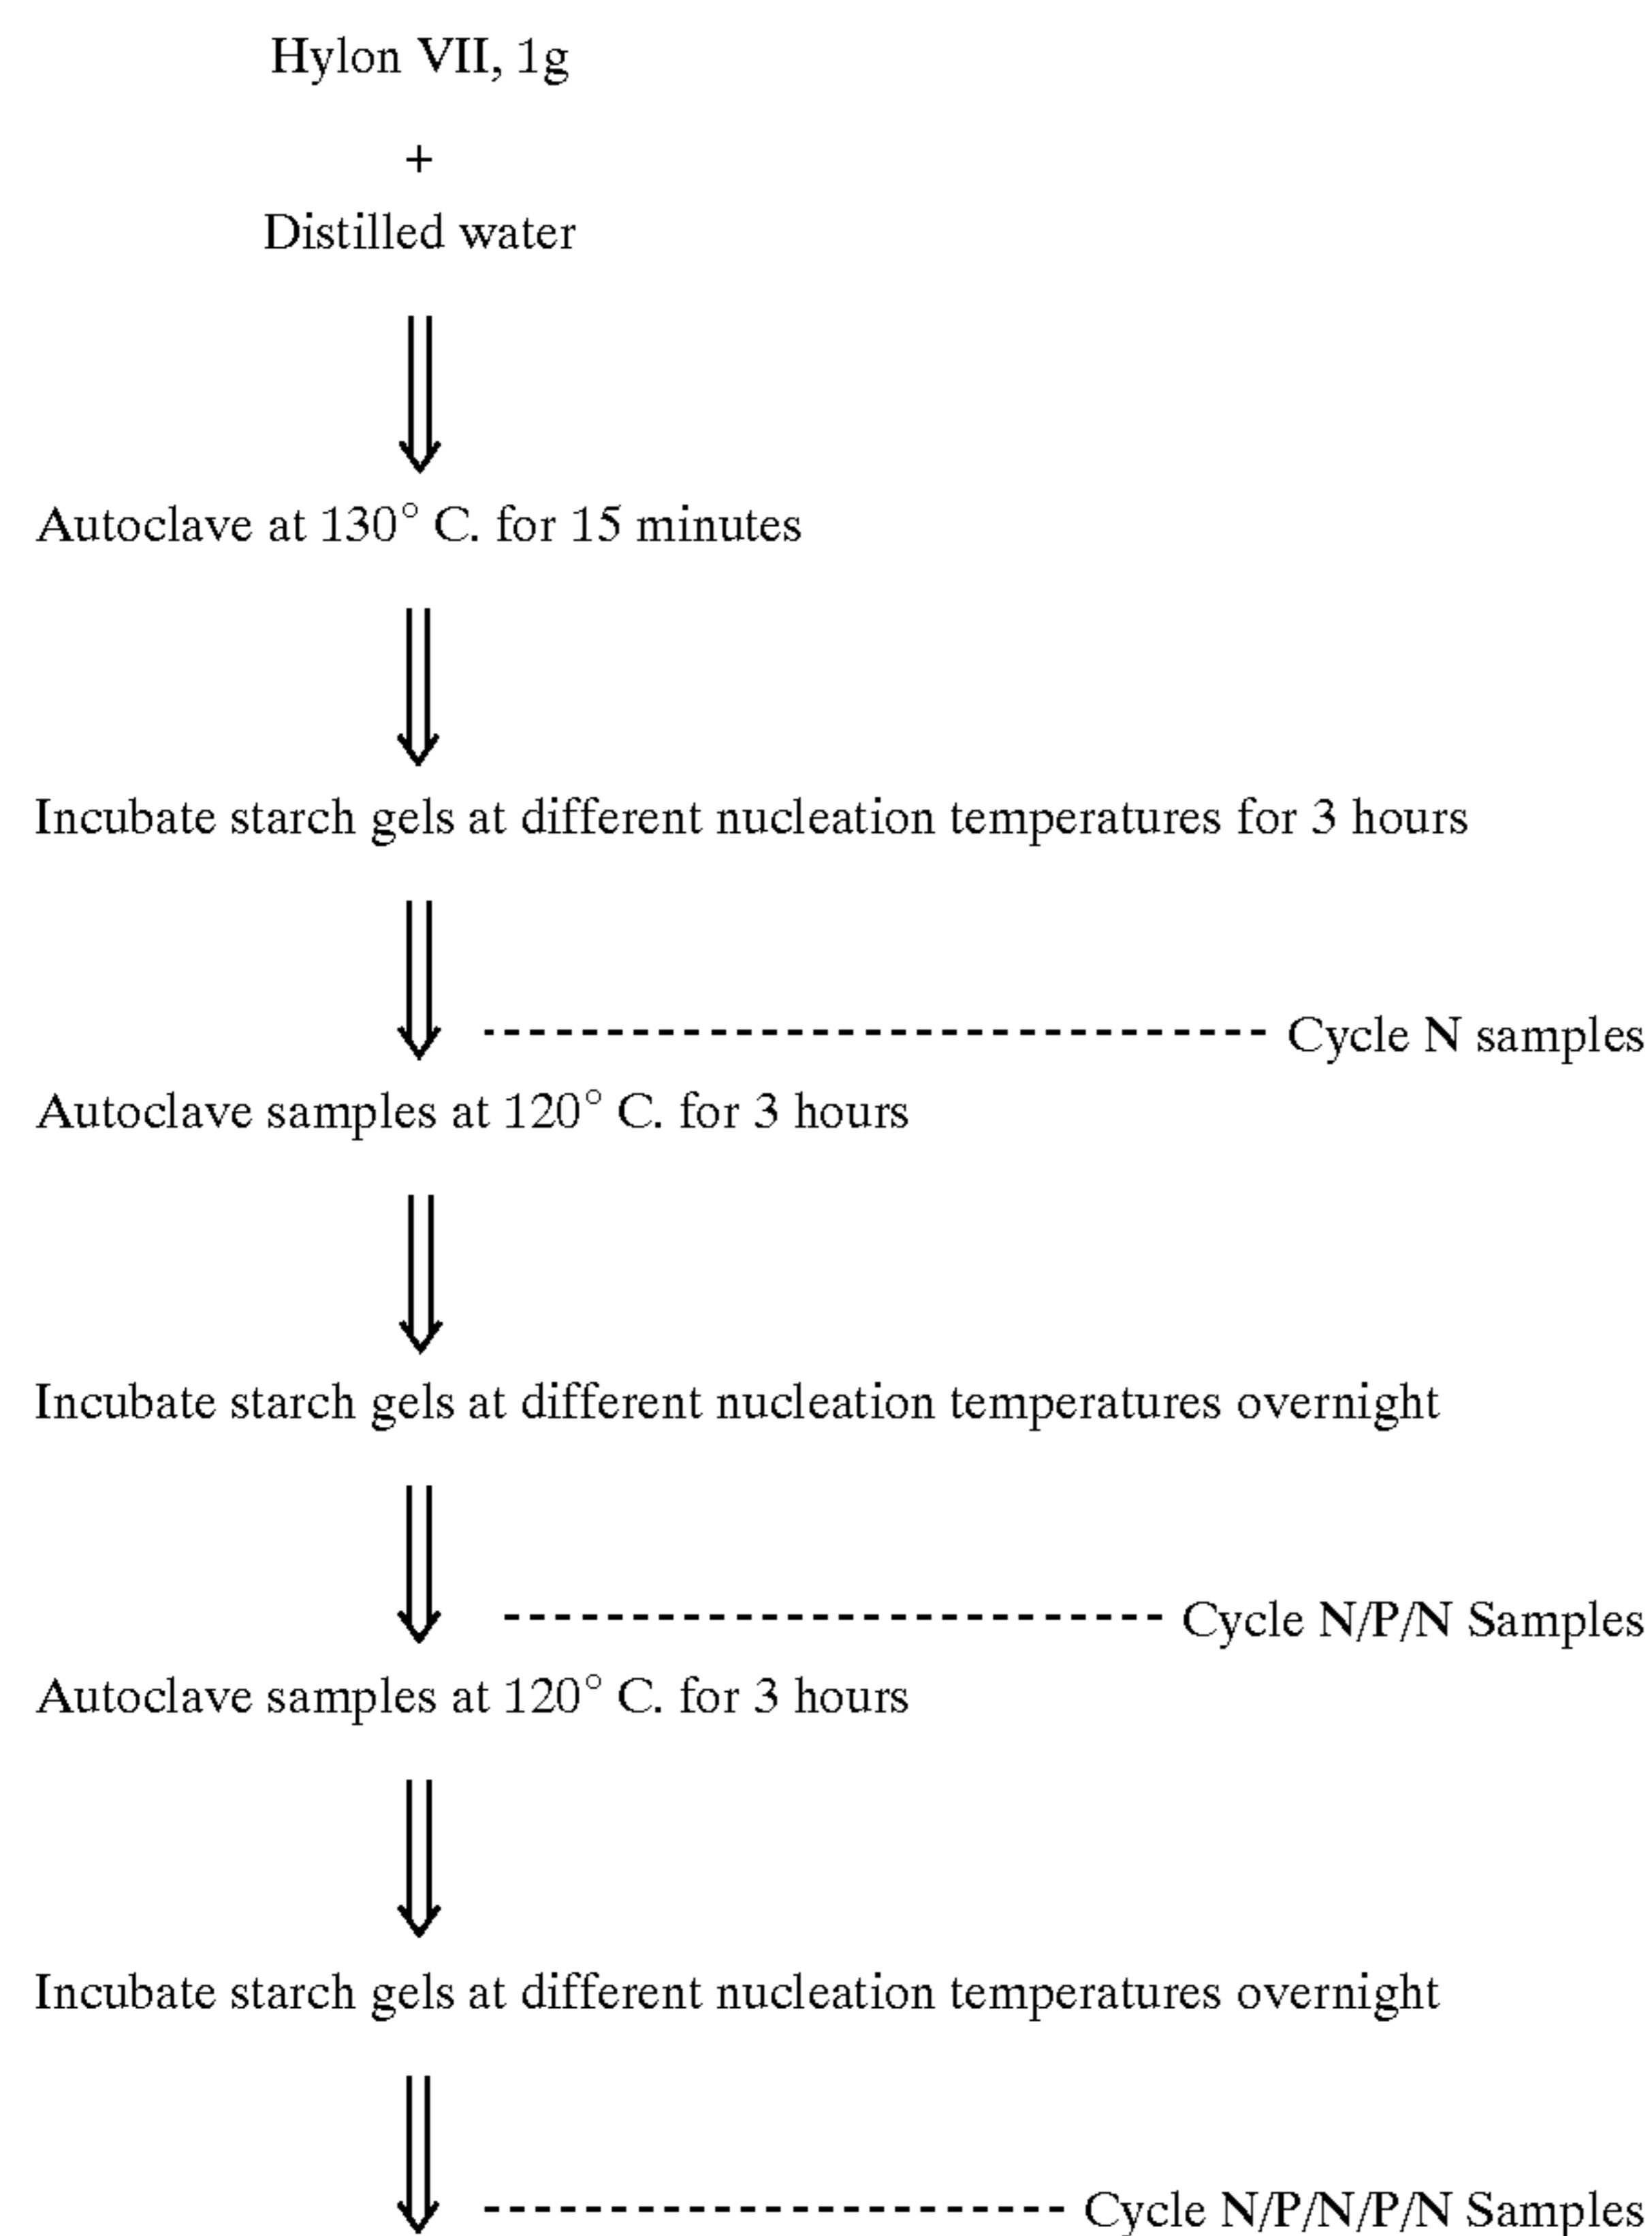 Hylon VII, 1g
+
Distilled water
Autoclave at 130° C. for 15 minutes
Incubate starch gels at different nucleation temperatures for 3 hours
Cycle N samples
Autoclave samples at 120° C. for 3 hours
Incubate starch gels at different nucleation temperatures overnight
Cycle N/P/N Samples
Autoclave samples at 120° C. for 3 hours
Incubate starch gels at different nucleation temperatures overnight
Cycle N/P/N/P/N Samples